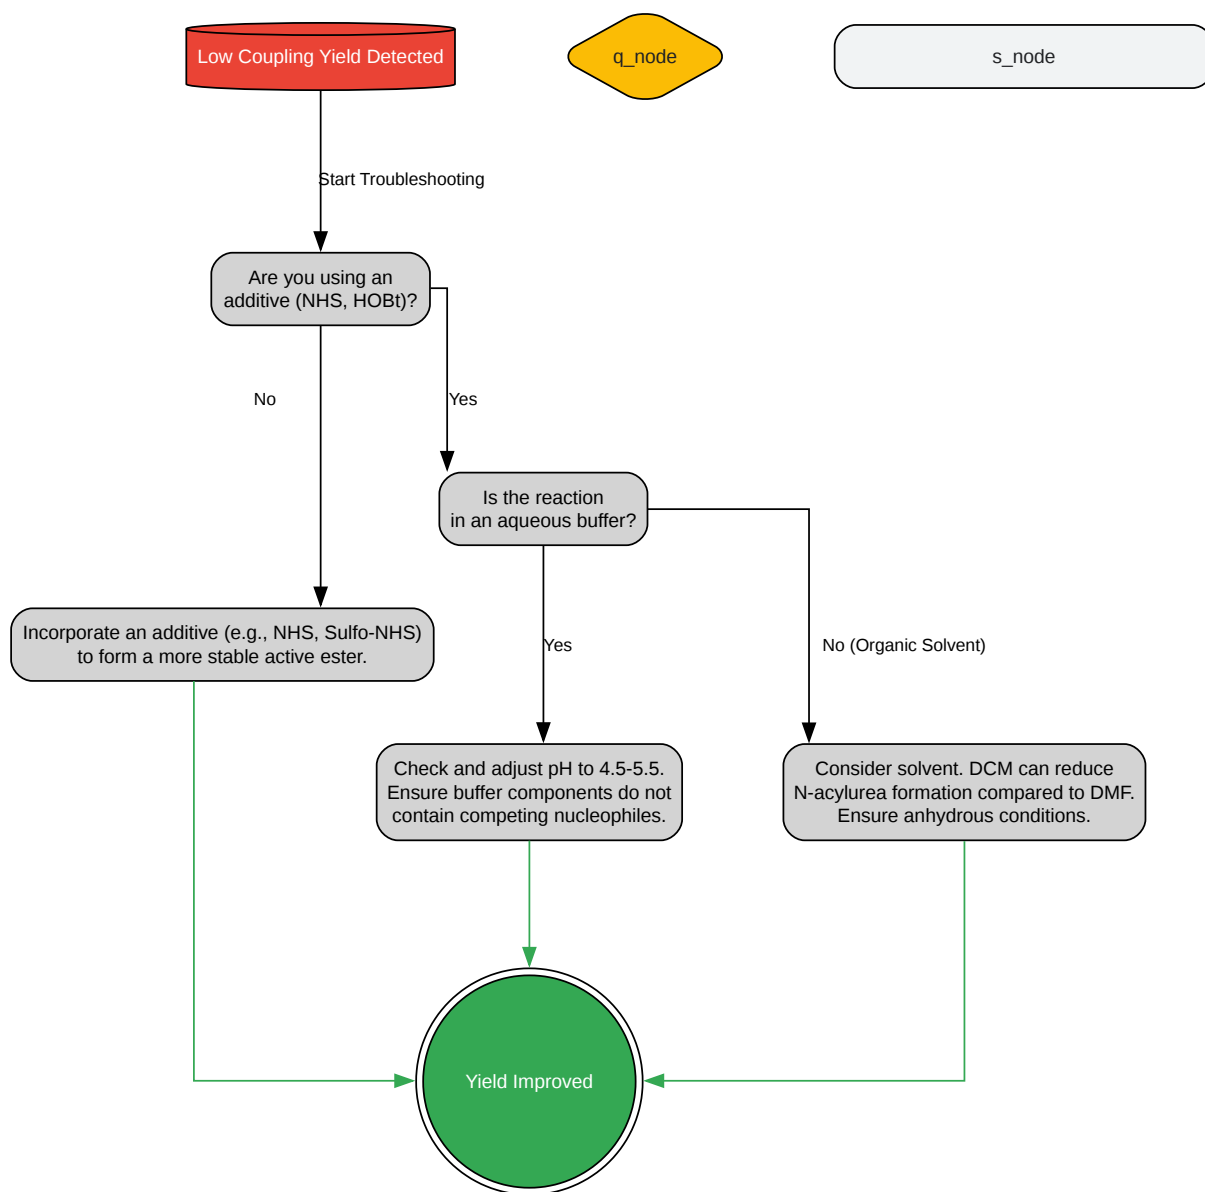 Low Coupling Yield Detected
q_node
s_node
Start Troubleshooting
Are you using an
additive (NHS, HOBt)?
No
Yes
Is the reaction
in an aqueous buffer?
Incorporate an additive (e.g., NHS, Sulfo-NHS)
to form a more stable active ester.
Yes
No (Organic Solvent)
Check and adjust pH to 4.5-5.5.
Ensure buffer components do not
contain competing nucleophiles.
Consider solvent. DCM can reduce
N-acylurea formation compared to DMF.
Ensure anhydrous conditions.
Yield Improved